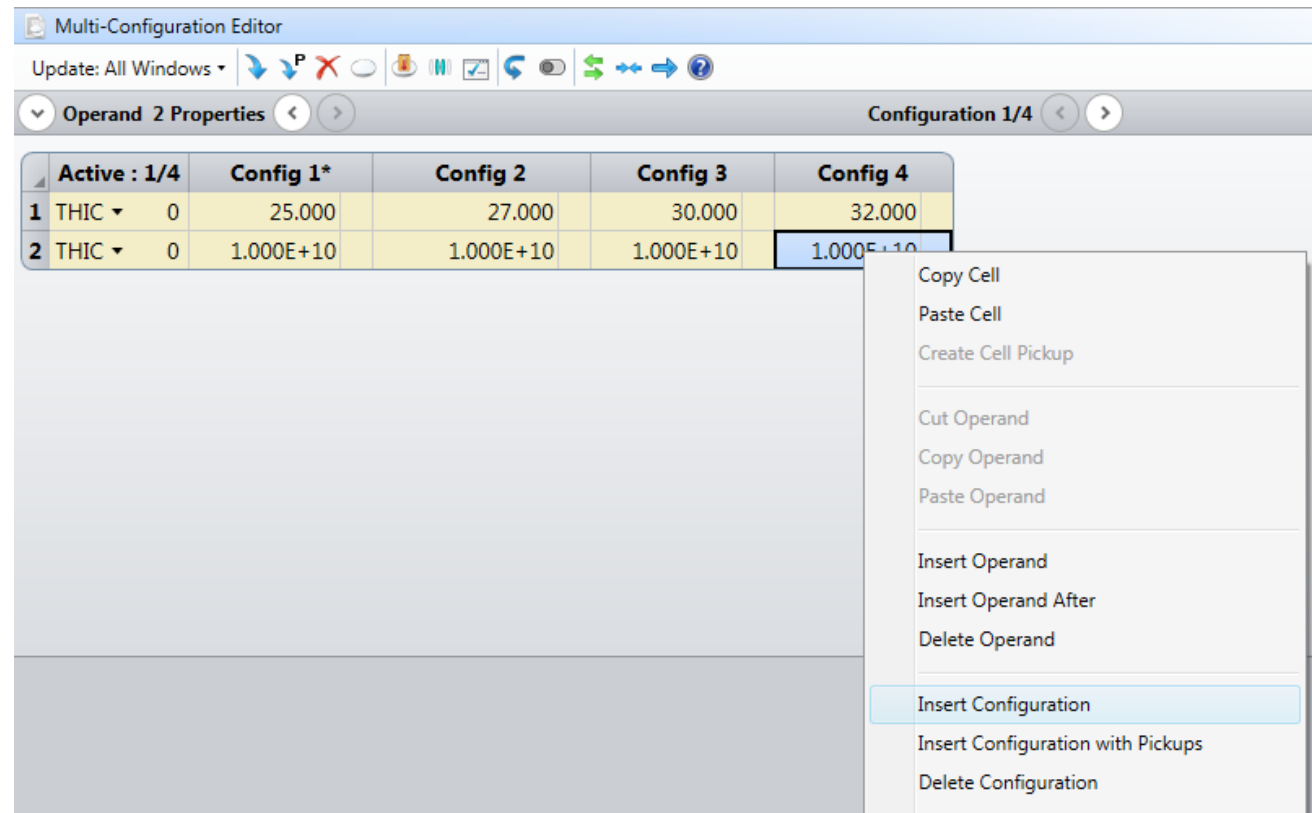 Multi-Configuration Editor
Update: All Windows P
Operand 2 Properties Configuration 1/4
Active : 1/4 Config 1* Config 2 Config 3 Config 4
1 THIC 0 25.000 27.000 30.000 32.000
2 THIC 0 1.000E+10 1.000E+10 1.000E+10 1.000E+10
Copy Cell
Paste Cell
Create Cell Pickup
Cut Operand
Copy Operand
Paste Operand
Insert Operand
Insert Operand After
Delete Operand
Insert Configuration
Insert Configuration with Pickups
Delete Configuration